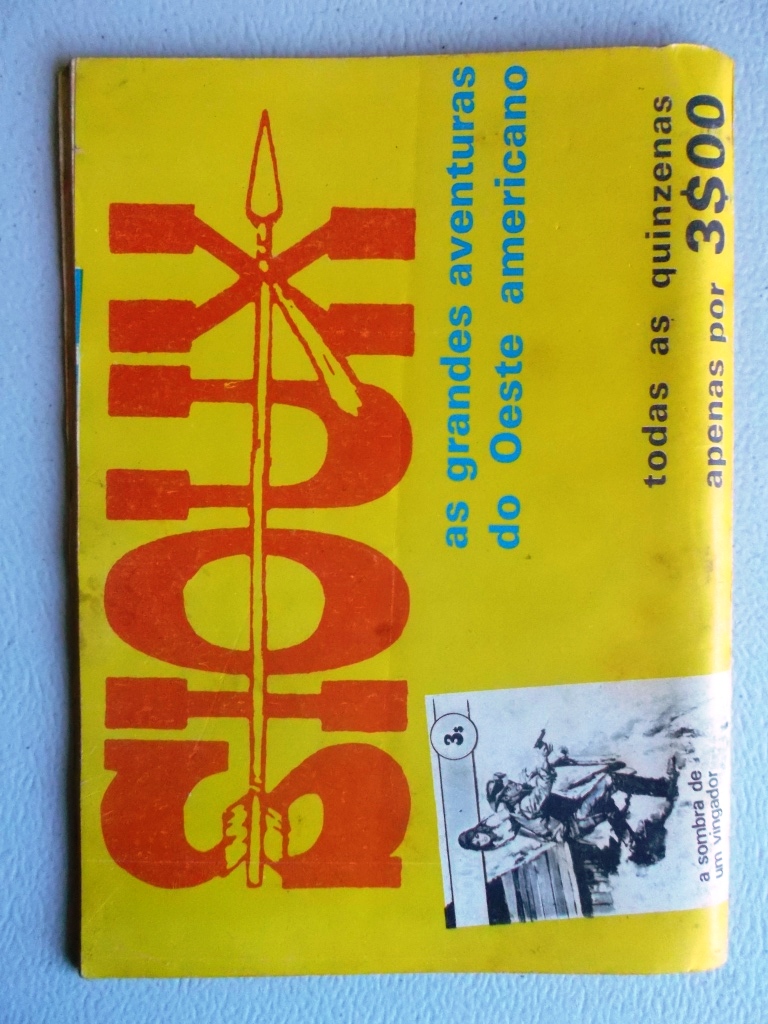 SIOUX
as grandes aventuras
do Oeste americano
todas as quinzenas
apenas por 3$00
3$
a sombra de
um vingador